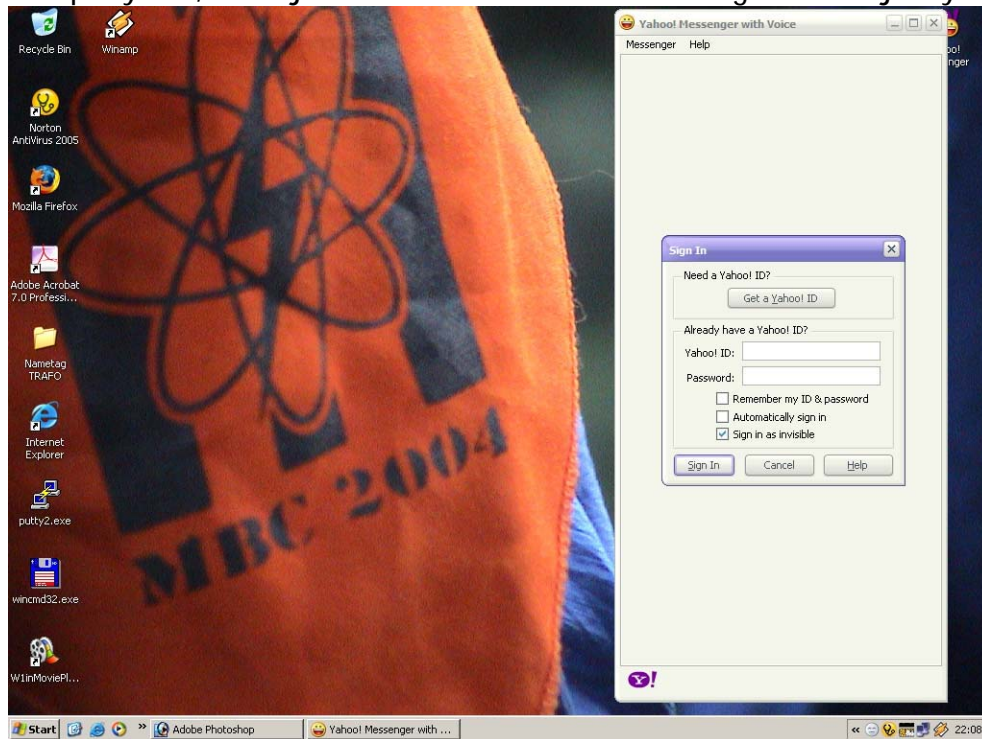 Recycle Bin
Winamp
Norton
AntiVirus 2005
Mozilla Firefox
Adobe Acrobat
7.0 Professi...
Nametag
TRAFO
Internet
Explorer
putty2.exe
wincmd32.exe
W1inMoviePl...
MBC 2004
Yahoo! Messenger with Voice
Messenger Help
Sign In
Need a Yahoo! ID?
Get a Yahoo! ID
Already have a Yahoo! ID?
Yahoo! ID:
Password:
Remember my ID & password
Automatically sign in
Sign in as invisible
Sign In Cancel Help
Y!
Start
Adobe Photoshop
Yahoo! Messenger with ...
22:08